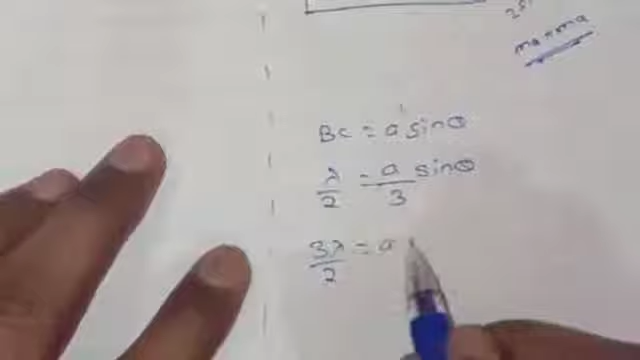 BC = a sinθ
λ/2 = a/3 sinθ
3λ/2 = a